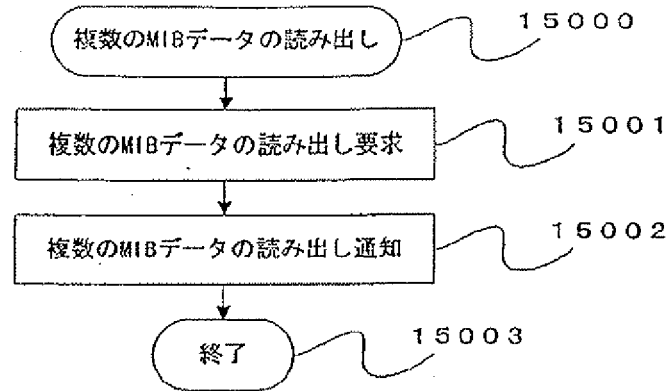 複数のMIBデータの読み出し
15000
複数のMIBデータの読み出し要求
15001
複数のMIBデータの読み出し通知
15002
終了
15003